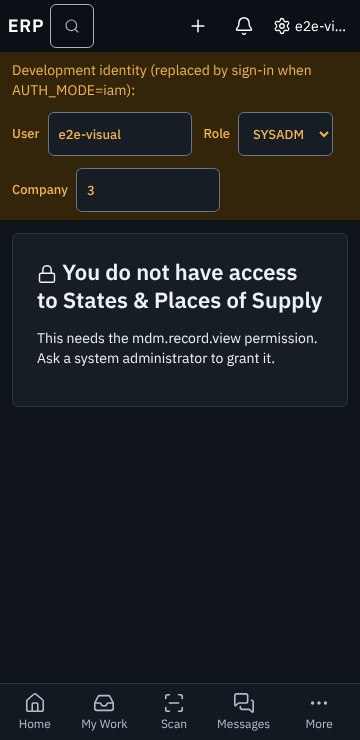 ERP
e2e-vi...
Development identity (replaced by sign-in when
AUTH_MODE=iam):
User
e2e-visual
Role
SYSADM
Company
3
You do not have access
to States & Places of Supply
This needs the mdm.record.view permission.
Ask a system administrator to grant it.
Home
My Work
Scan
Messages
More